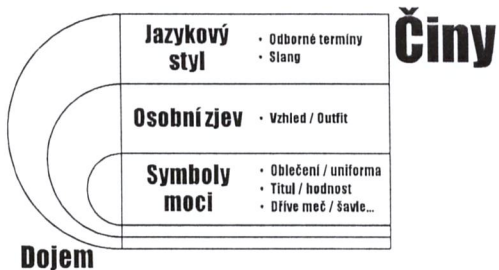 Činy
Jazykový
styl
• Odborné termíny
• Slang
Osobní zjev
• Vzhled / Outfit
Symboly
moci
• Oblečení / uniforma
• Titul / hodnost
• Dříve meč / šavle...
Dojem